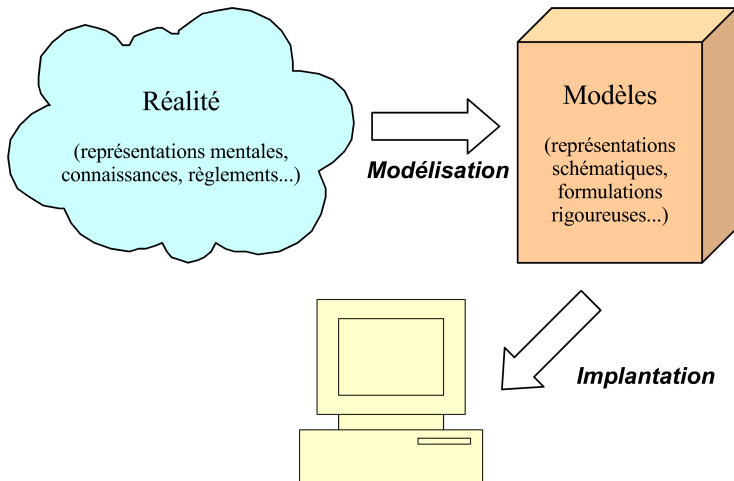 Réalité
(représentations mentales,
connaissances, règlements...)
Modélisation
Modèles
(représentations
schématiques,
formulations
rigoureuses...)
Implantation